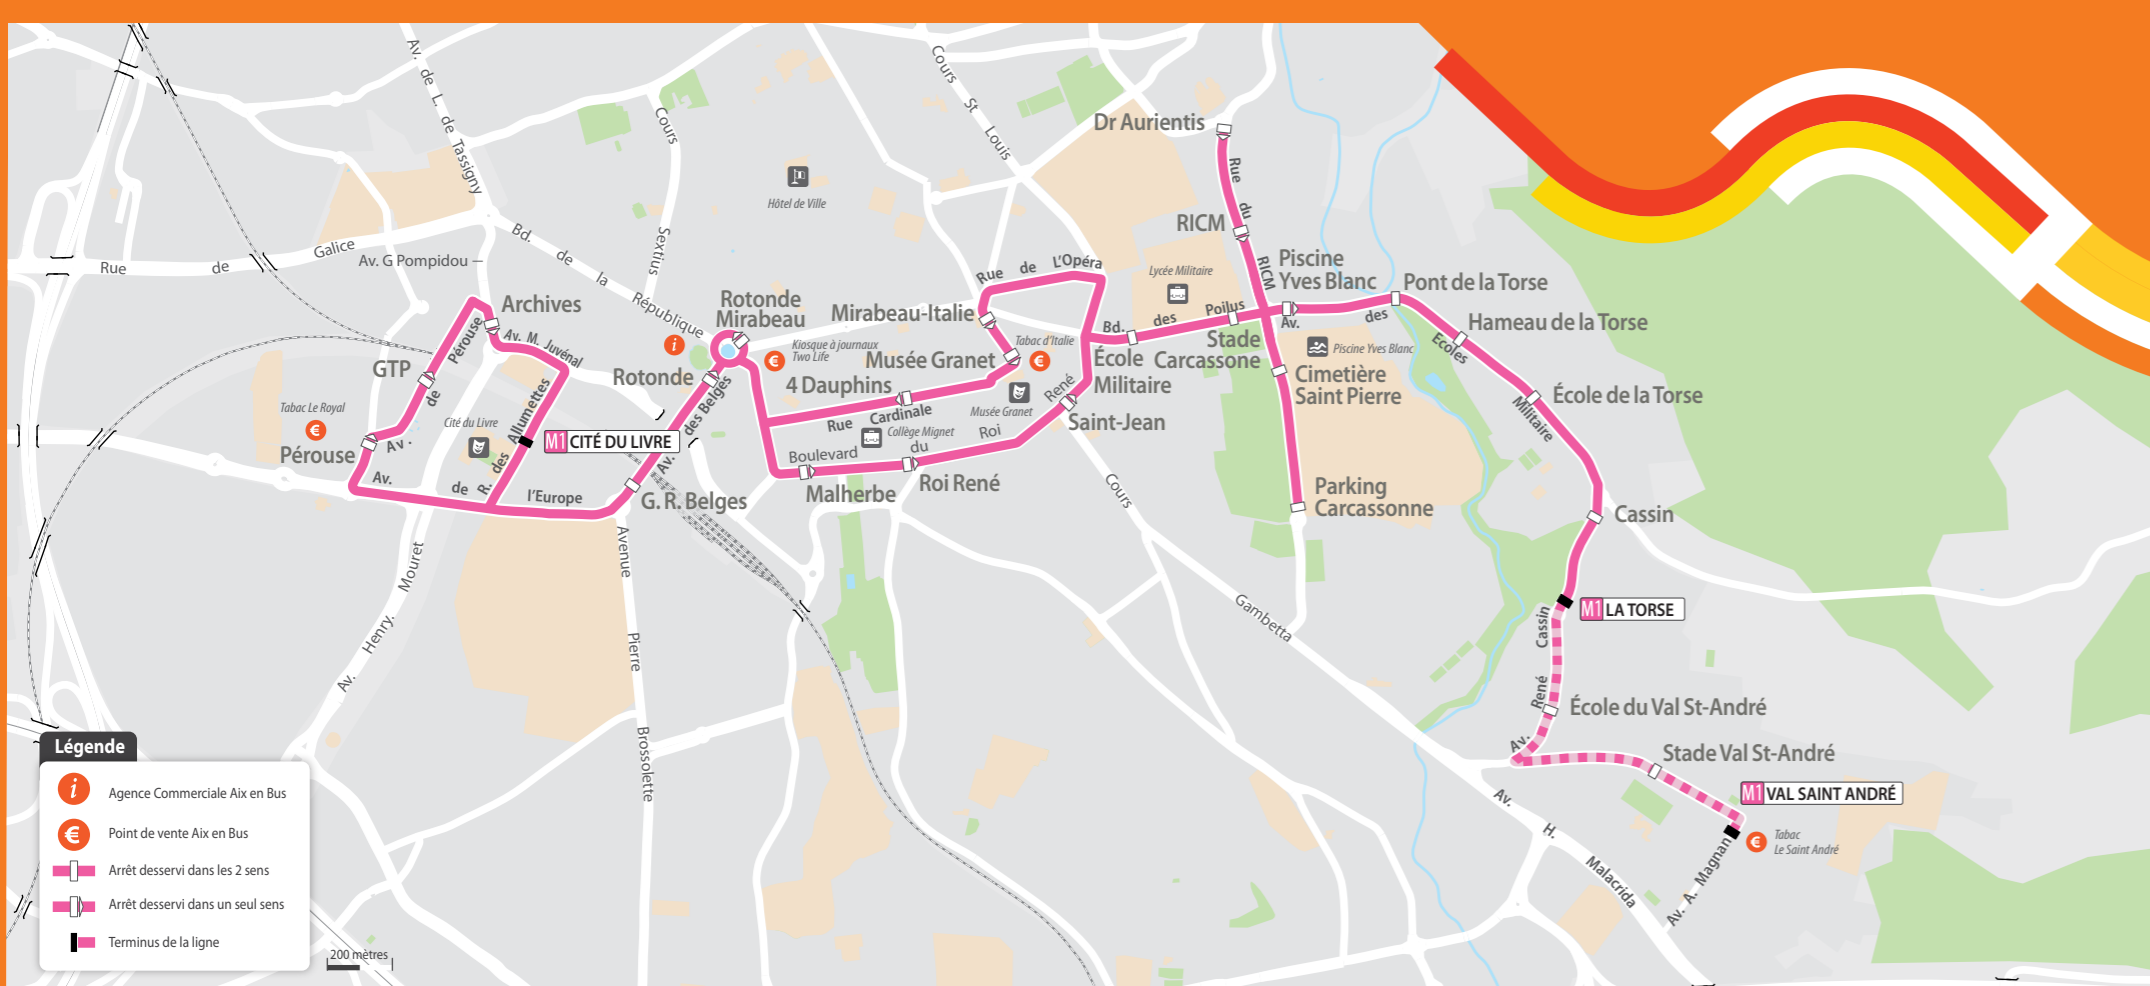 Av. de L. de Tassigny
Cours
St
Louis
Cours
Sextius
Dr Aurientis
Rue
du
RICM
RICM
Hôtel de Ville
Bd.
de
la
République
Rue
de
Galice
Av. G Pompidou
Rue de L'Opéra
Lycée Militaire
Piscine
Yves Blanc
Pont de la Torse
Archives
Rotonde
Mirabeau
Mirabeau-Italie
Bd.
des
Poilus
Av.
des
Écoles
Militaire
Hameau de la Torse
Av. M. Juvénal
Kiosque à journaux
Two Life
Tabac d'Italie
Stade
Carcassone
Piscine Yves Blanc
GTP
Av.
de
Pérouse
Rotonde
Musée Granet
École
Militaire
Cimetière
Saint Pierre
4 Dauphins
École de la Torse
Tabac Le Royal
Cité du Livre
Rue Cardinale
Musée Granet
Saint-Jean
Collège Mignet
Pérouse
R. des Allumettes
M1 CITÉ DU LIVRE
Av. des Belges
Boulevard
du
Roi
René
Malherbe
Roi René
Parking
Carcassonne
Cassin
Av.
de
l'Europe
G. R. Belges
Cours
Gambetta
Avenue
Pierre
Brossolette
Av.
Henry.
Mouret
M1 LA TORSE
Av.
René
Cassin
École du Val St-André
Stade Val St-André
M1 VAL SAINT ANDRÉ
Tabac
Le Saint André
Av.
H.
Malacrida
Av. A. Magnan
Légende
i Agence Commerciale Aix en Bus
€ Point de vente Aix en Bus
Arrêt desservi dans les 2 sens
Arrêt desservi dans un seul sens
Terminus de la ligne
200 mètres